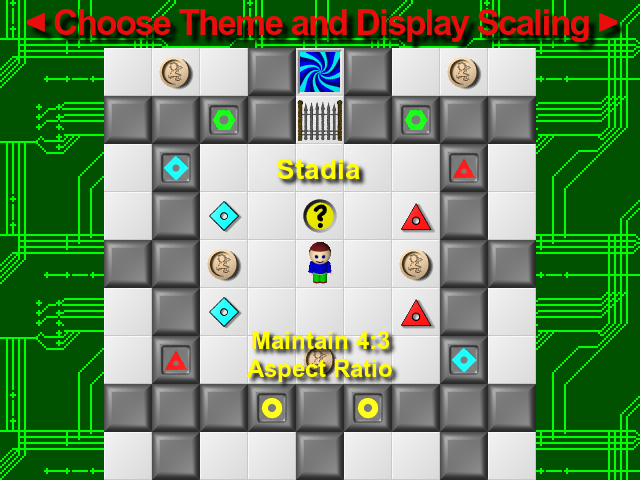 Choose Theme and Display Scaling
Stadia
?
Maintain 4:3
Aspect Ratio